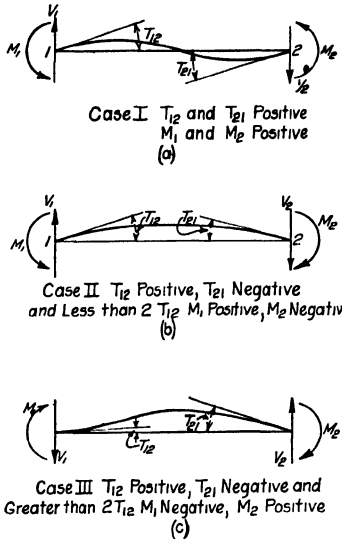 V₁
M₁ 1 T₁₂ T₂₁ 2 M₂
V₂
Case I T₁₂ and T₂₁ Positive
M₁ and M₂ Positive
(a)
V₁ V₂
M₁ 1 T₁₂ T₂₁ 2 M₂
Case II T₁₂ Positive, T₂₁ Negative
and Less than 2 T₁₂ M₁ Positive, M₂ Negativ
(b)
M₁ T₁₂ T₂₁ M₂
V₁ V₂
Case III T₁₂ Positive, T₂₁ Negative and
Greater than 2T₁₂ M₁ Negative, M₂ Positive
(c)